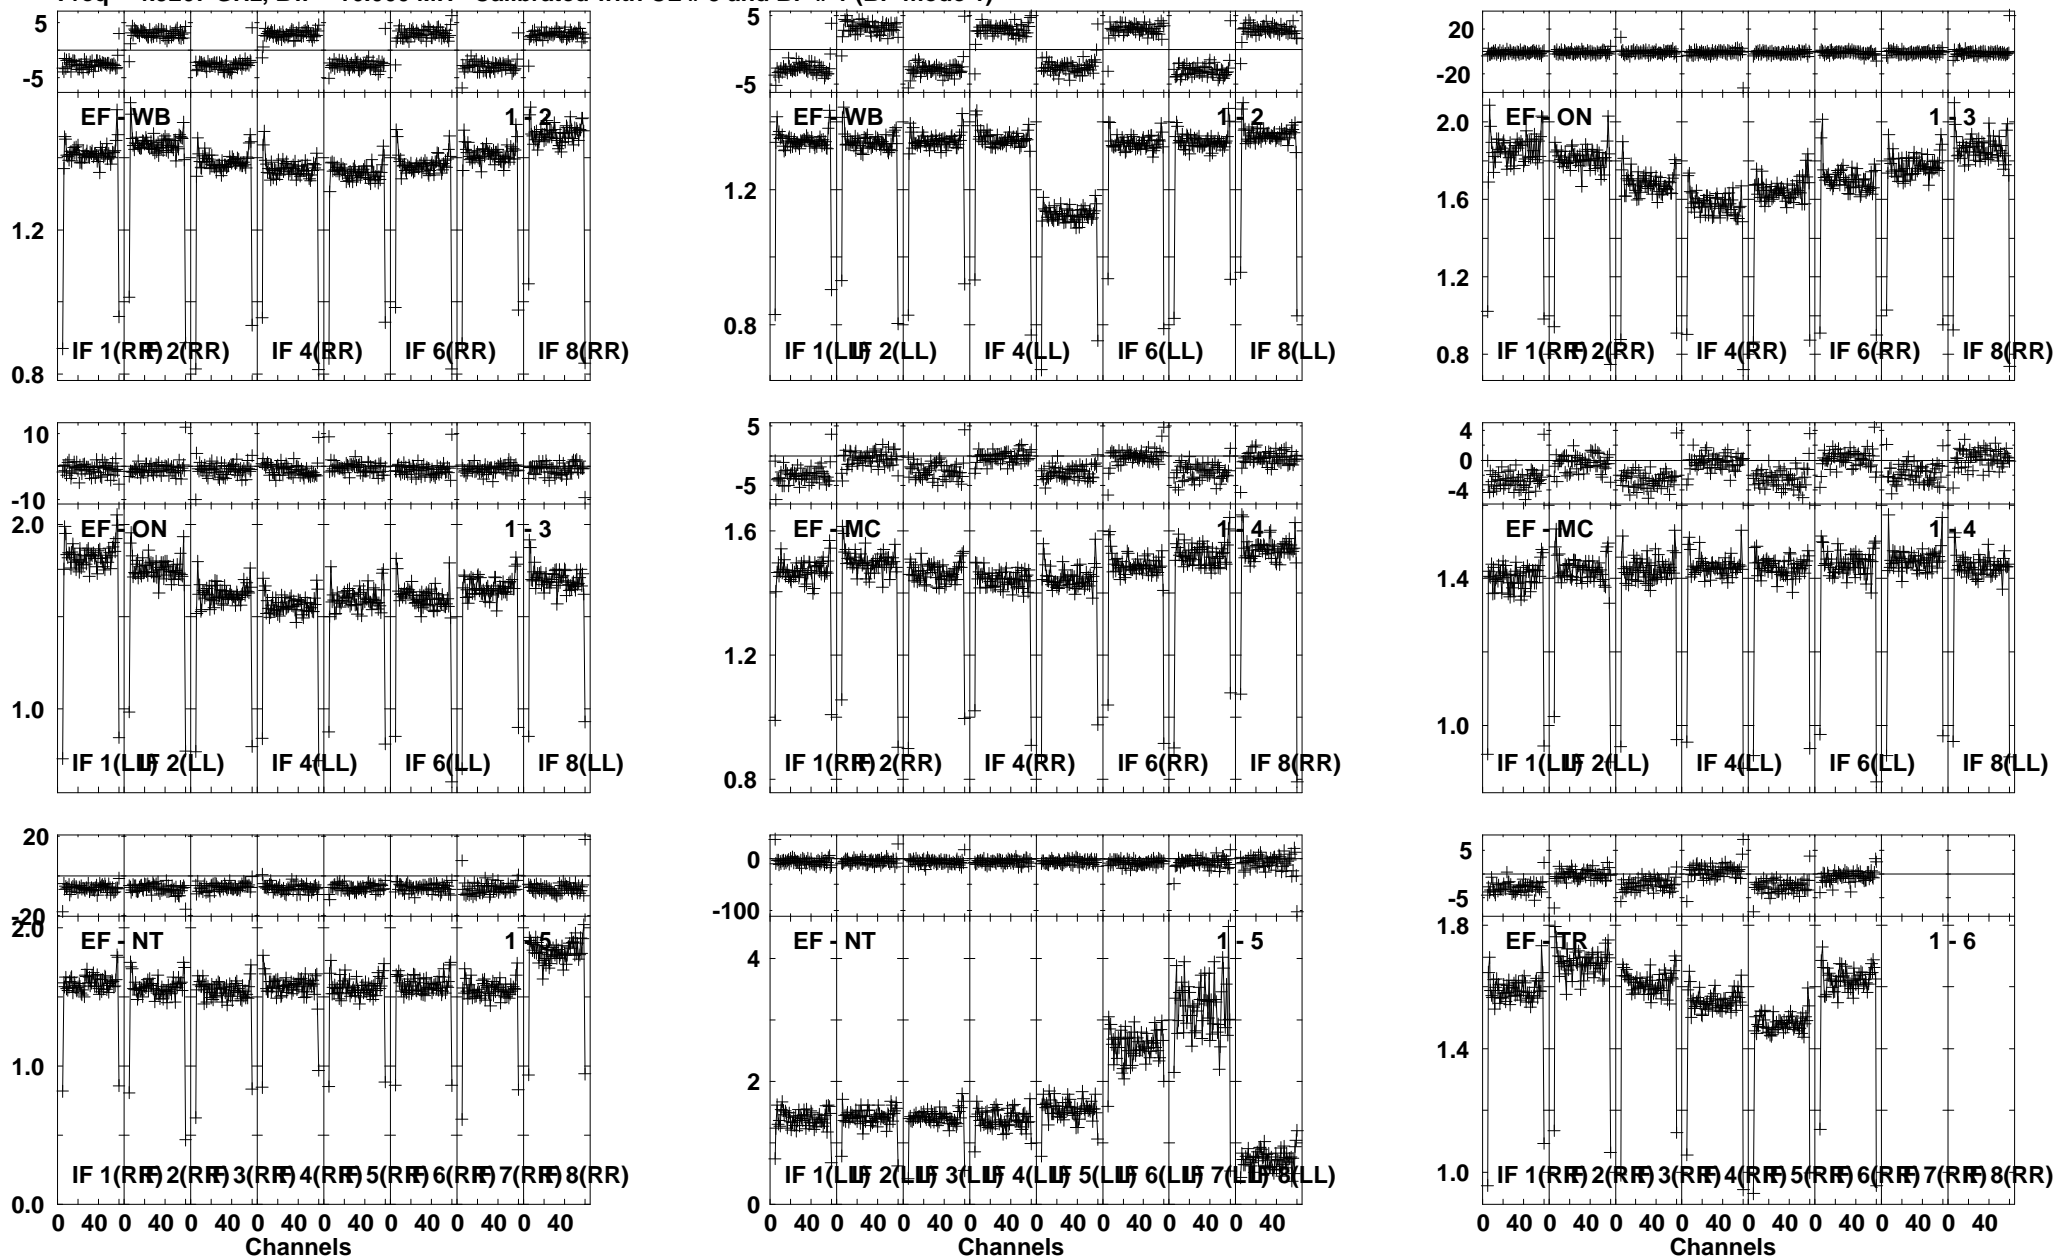 5
-5
EF - WB
1 - 2
1.2
0.8
IF 1(RR)
IF 2(RR)
IF 4(RR)
IF 6(RR)
IF 8(RR)
5
-5
EF - WB
1 - 2
1.2
0.8
IF 1(LL)
IF 2(LL)
IF 4(LL)
IF 6(LL)
IF 8(LL)
20
-20
2.0
EF - ON
1 - 3
1.6
1.2
0.8
IF 1(RR)
IF 2(RR)
IF 4(RR)
IF 6(RR)
IF 8(RR)
10
-10
2.0
EF - ON
1 - 3
1.0
IF 1(LL)
IF 2(LL)
IF 4(LL)
IF 6(LL)
IF 8(LL)
5
-5
1.6
EF - MC
1 - 4
1.2
0.8
IF 1(RR)
IF 2(RR)
IF 4(RR)
IF 6(RR)
IF 8(RR)
4
0
-4
EF - MC
1 - 4
1.4
1.0
IF 1(LL)
IF 2(LL)
IF 4(LL)
IF 6(LL)
IF 8(LL)
20
-20
2.0
EF - NT
1 - 5
1.0
0.0
IF 1(RR)
IF 2(RR)
IF 3(RR)
IF 4(RR)
IF 5(RR)
IF 6(RR)
IF 7(RR)
IF 8(RR)
0 40 0 40 0 40 0 40 0 40 0 40 0 40 0 40
Channels
0
-100
EF - NT
1 - 5
4
2
0
IF 1(LL)
IF 2(LL)
IF 3(LL)
IF 4(LL)
IF 5(LL)
IF 6(LL)
IF 7(LL)
IF 8(LL)
0 40 0 40 0 40 0 40 0 40 0 40 0 40 0 40
Channels
5
-5
1.8
EF - TR
1 - 6
1.4
1.0
IF 1(RR)
IF 2(RR)
IF 3(RR)
IF 4(RR)
IF 5(RR)
IF 6(RR)
IF 7(RR)
IF 8(RR)
0 40 0 40 0 40 0 40 0 40 0 40 0 40 0 40
Channels